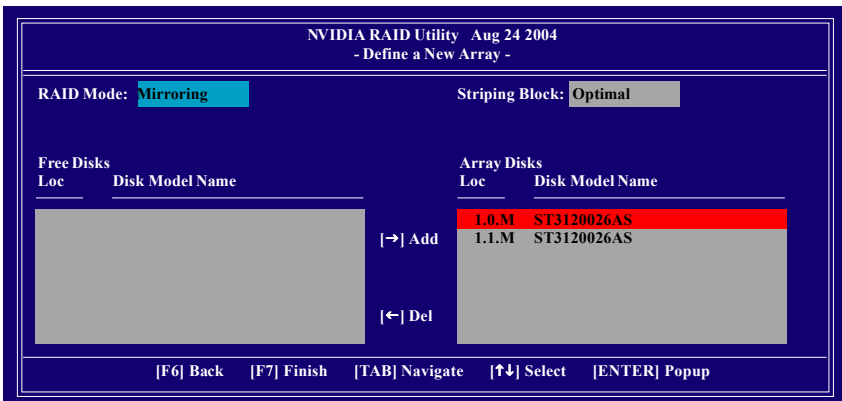 NVIDIA RAID Utility Aug 24 2004
- Define a New Array -
RAID Mode: Mirroring
Striping Block: Optimal
Free Disks
Loc Disk Model Name
Array Disks
Loc Disk Model Name
1.0.M ST3120026AS
1.1.M ST3120026AS
[→] Add
[←] Del
[F6] Back [F7] Finish [TAB] Navigate [↑↓] Select [ENTER] Popup